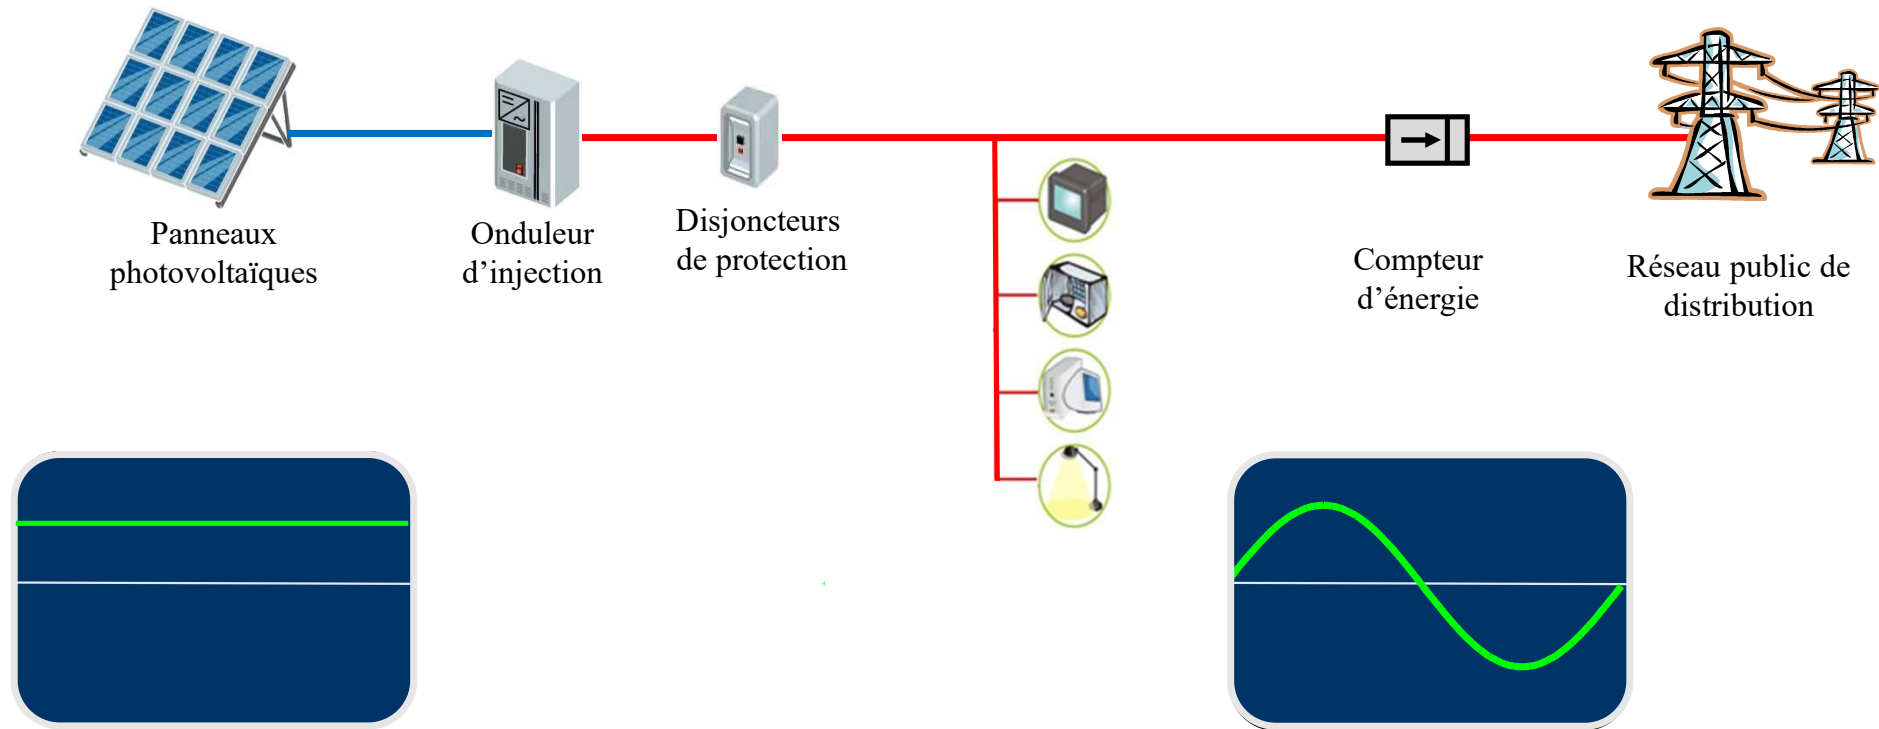 Panneaux
photovoltaïques
Onduleur
d’injection
Disjoncteurs
de protection
Compteur
d’énergie
Réseau public de
distribution